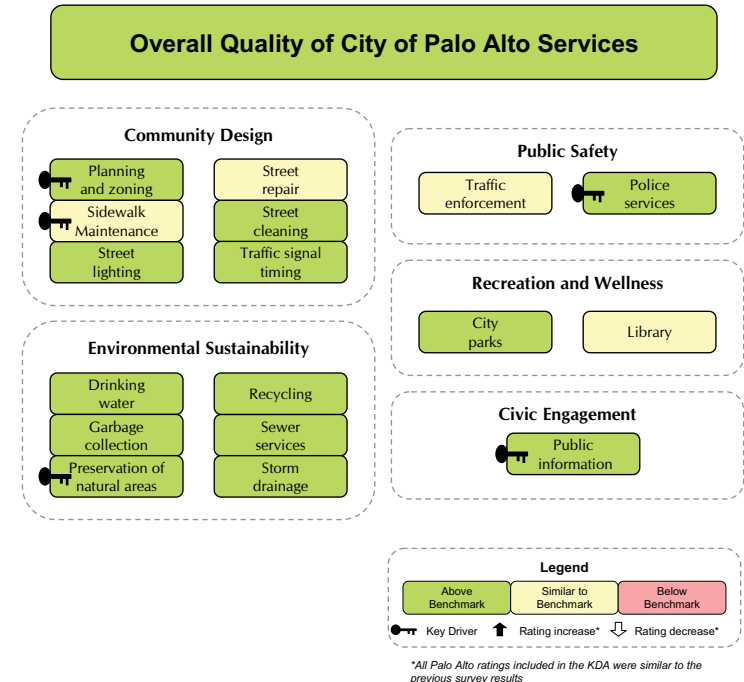 Overall Quality of City of Palo Alto Services
Community Design
Planning
and zoning
Sidewalk
Maintenance
Street
lighting
Street
repair
Street
cleaning
Traffic signal
timing
Environmental Sustainability
Drinking
water
Garbage
collection
Preservation of
natural areas
Recycling
Sewer
services
Storm
drainage
Public Safety
Traffic
enforcement
Police
services
Recreation and Wellness
City
parks
Library
Civic Engagement
Public
information
Legend
Above
Benchmark
Similar to
Benchmark
Below
Benchmark
Key Driver
Rating increase*
Rating decrease*
*All Palo Alto ratings included in the KDA were similar to the
previous survey results